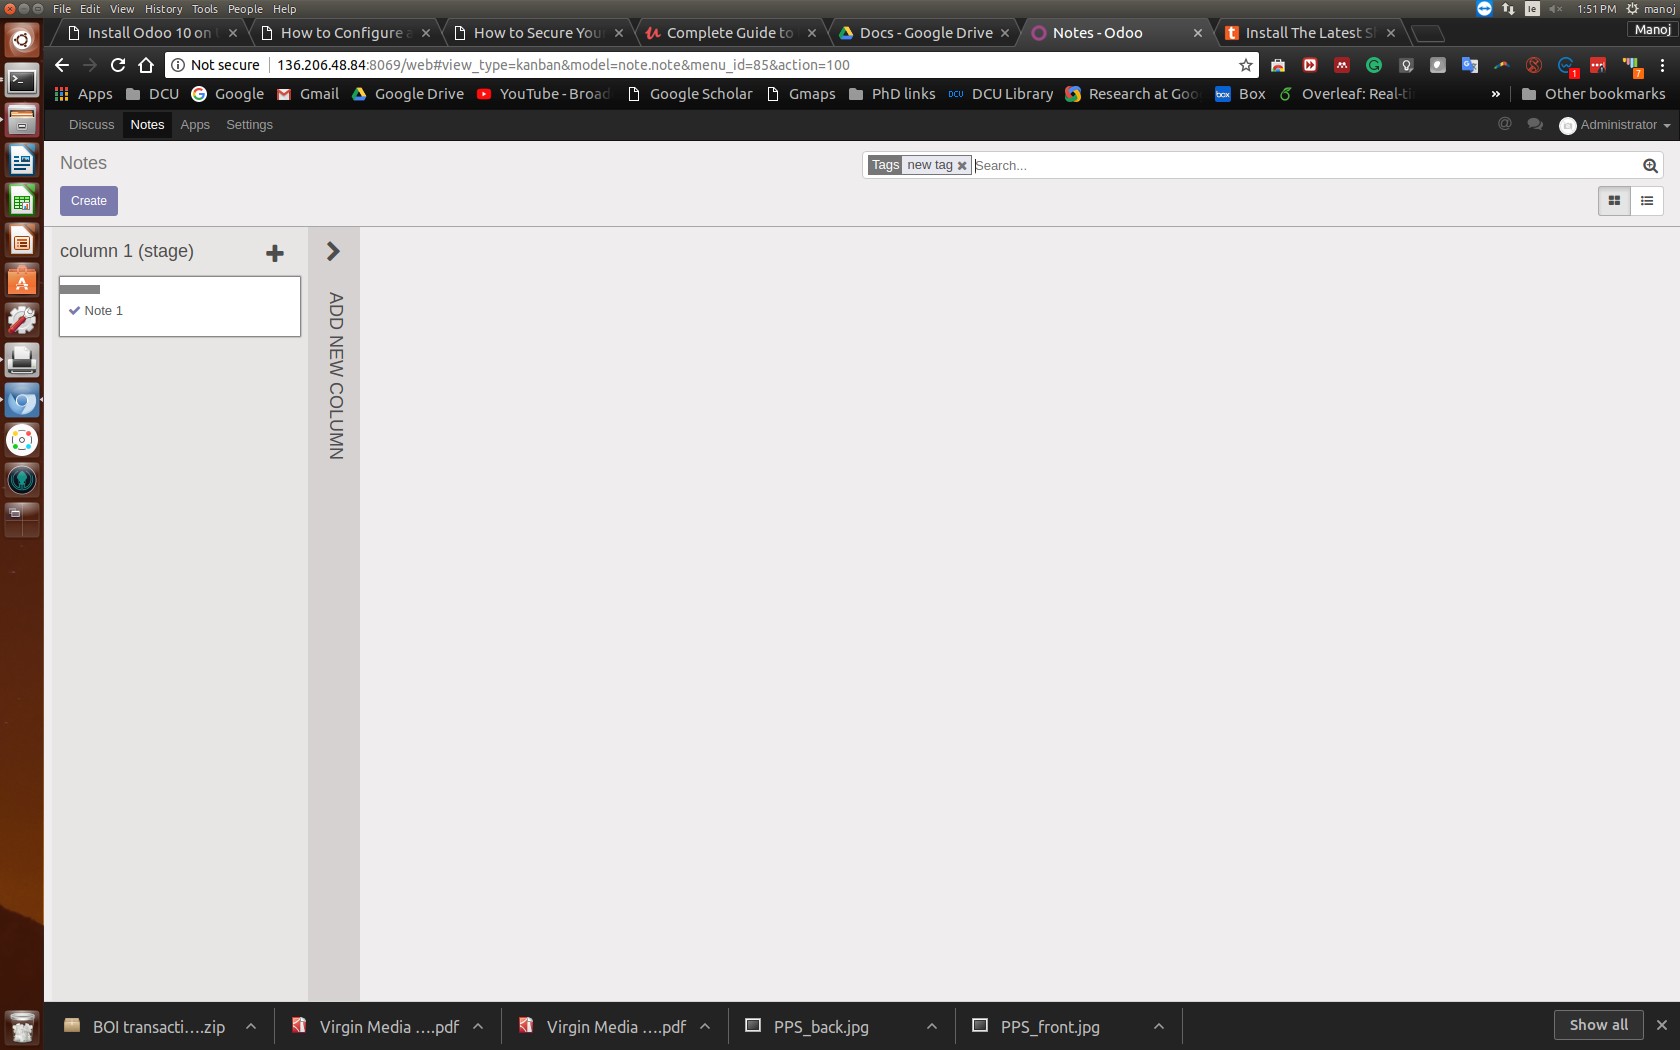 File Edit View History Tools People Help
Ie 1:51 PM manoj
Install Odoo 10 on
How to Configure a
How to Secure You
Complete Guide to
Docs - Google Drive
Notes - Odoo
Install The Latest S
Manoj
Not secure 136.206.48.84:8069/web#view_type=kanban&model=note.note&menu_id=85&action=100
1 7
Apps DCU Google Gmail Google Drive YouTube - Broad Google Scholar Gmaps PhD links DCU DCU Library Research at Goo box Box Overleaf: Real-ti » Other bookmarks
Discuss Notes Apps Settings @ Administrator
Notes
Tags new tag Search...
Create
column 1 (stage)
Note 1
ADD NEW COLUMN
BOI transacti....zip
Virgin Media ....pdf
Virgin Media ....pdf
PPS_back.jpg
PPS_front.jpg
Show all